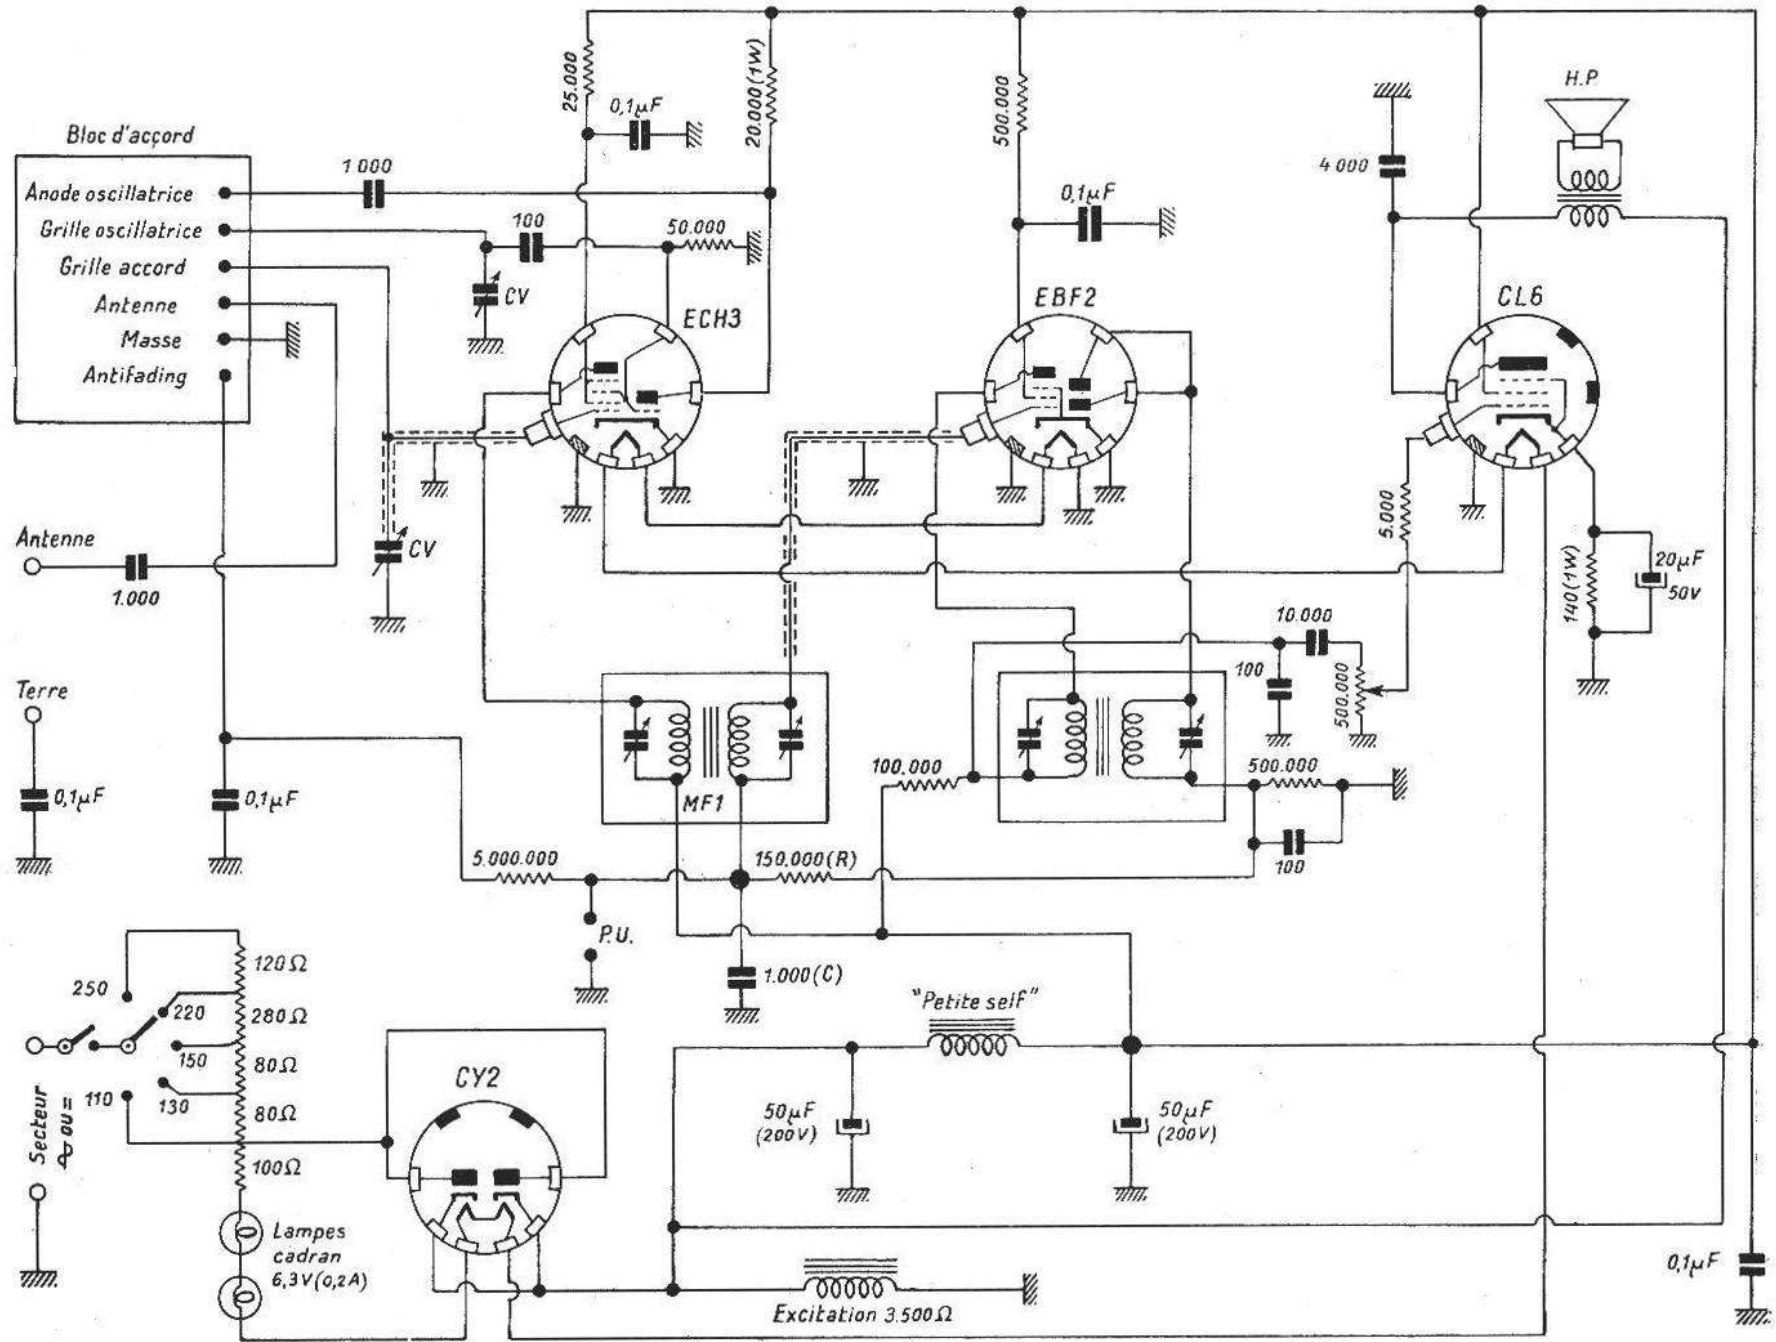 25.000
0,1µF
20.000(1W)
500.000
H.P.
Bloc d'accord
1 000
4 000
Anode oscillatrice
Grille oscillatrice
Grille accord
Antenne
Masse
Antifading
100
50.000
0,1µF
CV
ECH3
EBF2
CL6
Antenne
1.000
CV
5.000
140(1W)
20µF
50V
10.000
100
500.000
Terre
0,1µF
0,1µF
MF1
100.000
500.000
100
5.000.000
150.000(R)
P.U.
1.000(C)
"Petite self"
250
220
150
130
110
120Ω
280Ω
80Ω
80Ω
100Ω
Secteur
∿ ou =
CY2
50µF
(200V)
50µF
(200V)
Lampes
cadran
6,3V(0,2A)
Excitation 3.500Ω
0,1µF